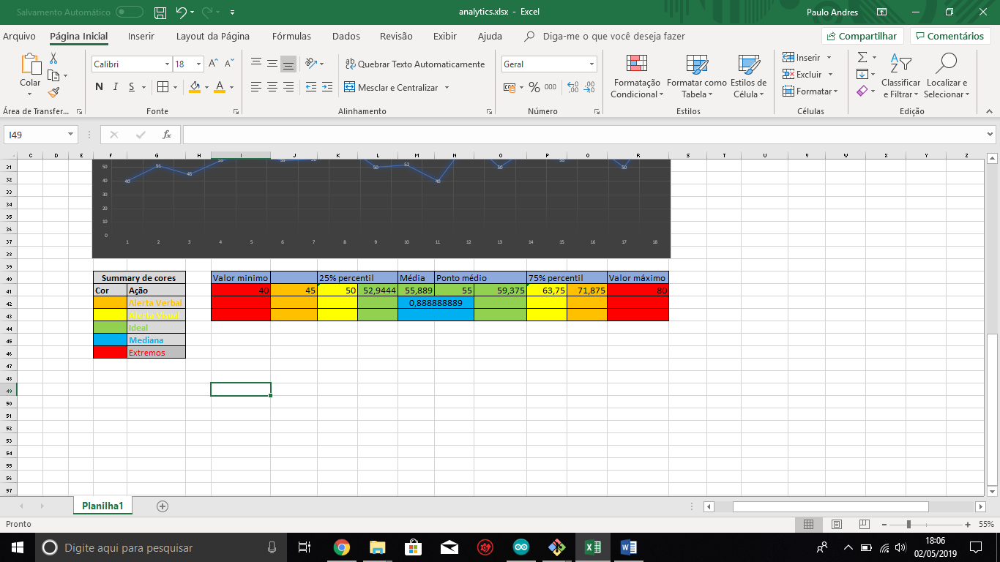 Salvamento Automático
analytics.xlsx - Excel
Paulo Andres
Arquivo Página Inicial Inserir Layout da Página Fórmulas Dados Revisão Exibir Ajuda Diga-me o que você deseja fazer Compartilhar Comentários
Colar
Calibri 18
N I S
Quebrar Texto Automaticamente
Mesclar e Centralizar
Geral
% 000
Formatação Condicional
Formatar como Tabela
Estilos de Célula
Inserir
Excluir
Formatar
Classificar e Filtrar
Localizar e Selecionar
Área de Transfer... Fonte Alinhamento Número Estilos Células Edição
I49 fx
C D E F G H I J K L M N O P Q R S T U V W X Y Z
31
32
33
34
35
36
37
38
39
40
41
42
43
44
45
46
47
48
49
50
51
52
53
54
55
56
57
50
40
30
20
10
0
40 51 45 50 52 40 50 50
1 2 3 4 5 6 7 8 9 10 11 12 13 14 15 16 17 18
Summary de cores
Cor Ação
Alerta Verbal
Alerta Visual
Ideal
Mediana
Extremos
Valor minimo 25% percentil Média Ponto médio 75% percentil Valor máximo
40 45 50 52,9444 55,889 55 59,375 63,75 71,875 80
0,888888889
Planilha1
Pronto
55%
Digite aqui para pesquisar
18:06
02/05/2019